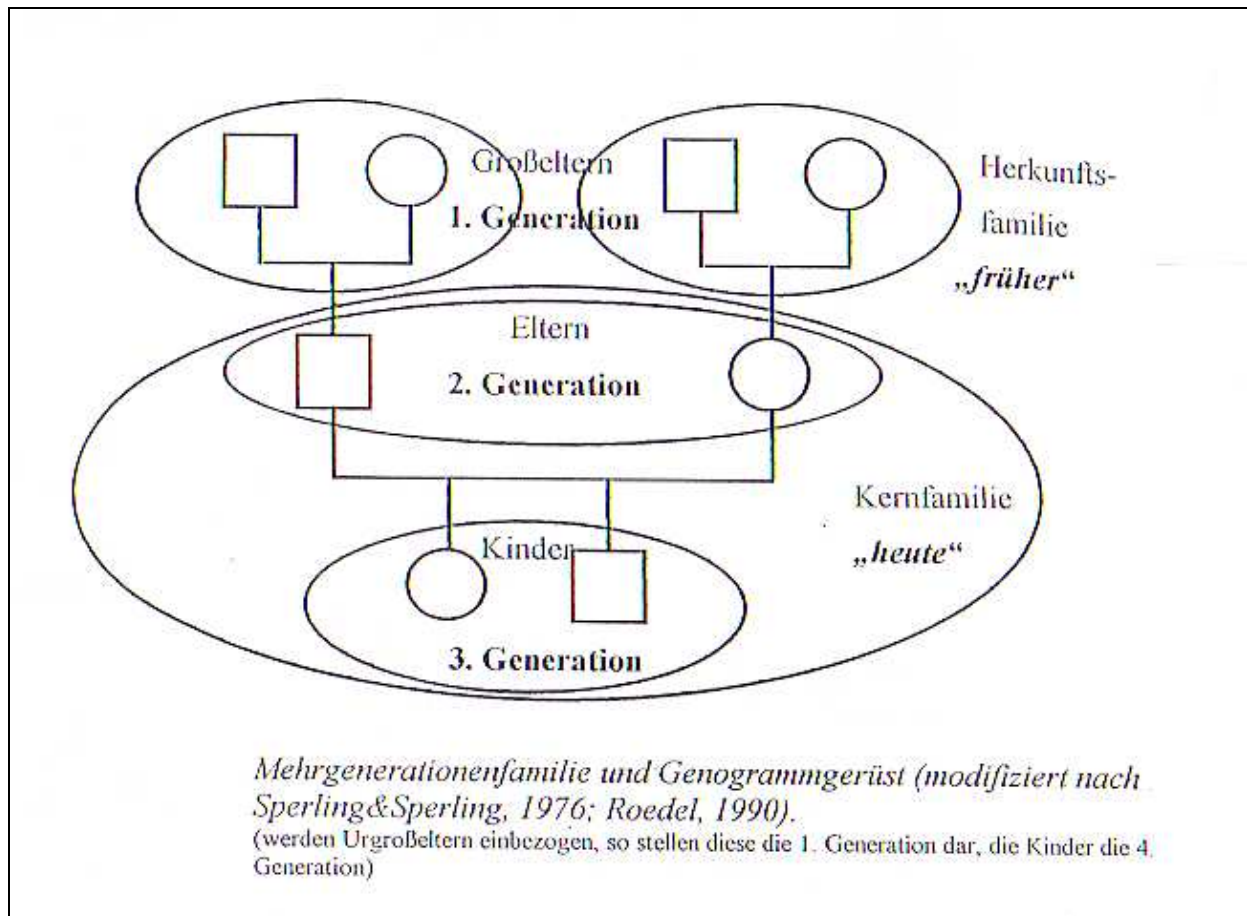 Großeltern
1. Generation
Herkunfts-
familie
„früher“
Eltern
2. Generation
Kernfamilie
„heute“
Kinder
3. Generation
Mehrgenerationenfamilie und Genogrammgerüst (modifiziert nach
Sperling&Sperling, 1976; Roedel, 1990).
(werden Urgroßeltern einbezogen, so stellen diese die 1. Generation dar, die Kinder die 4.
Generation)